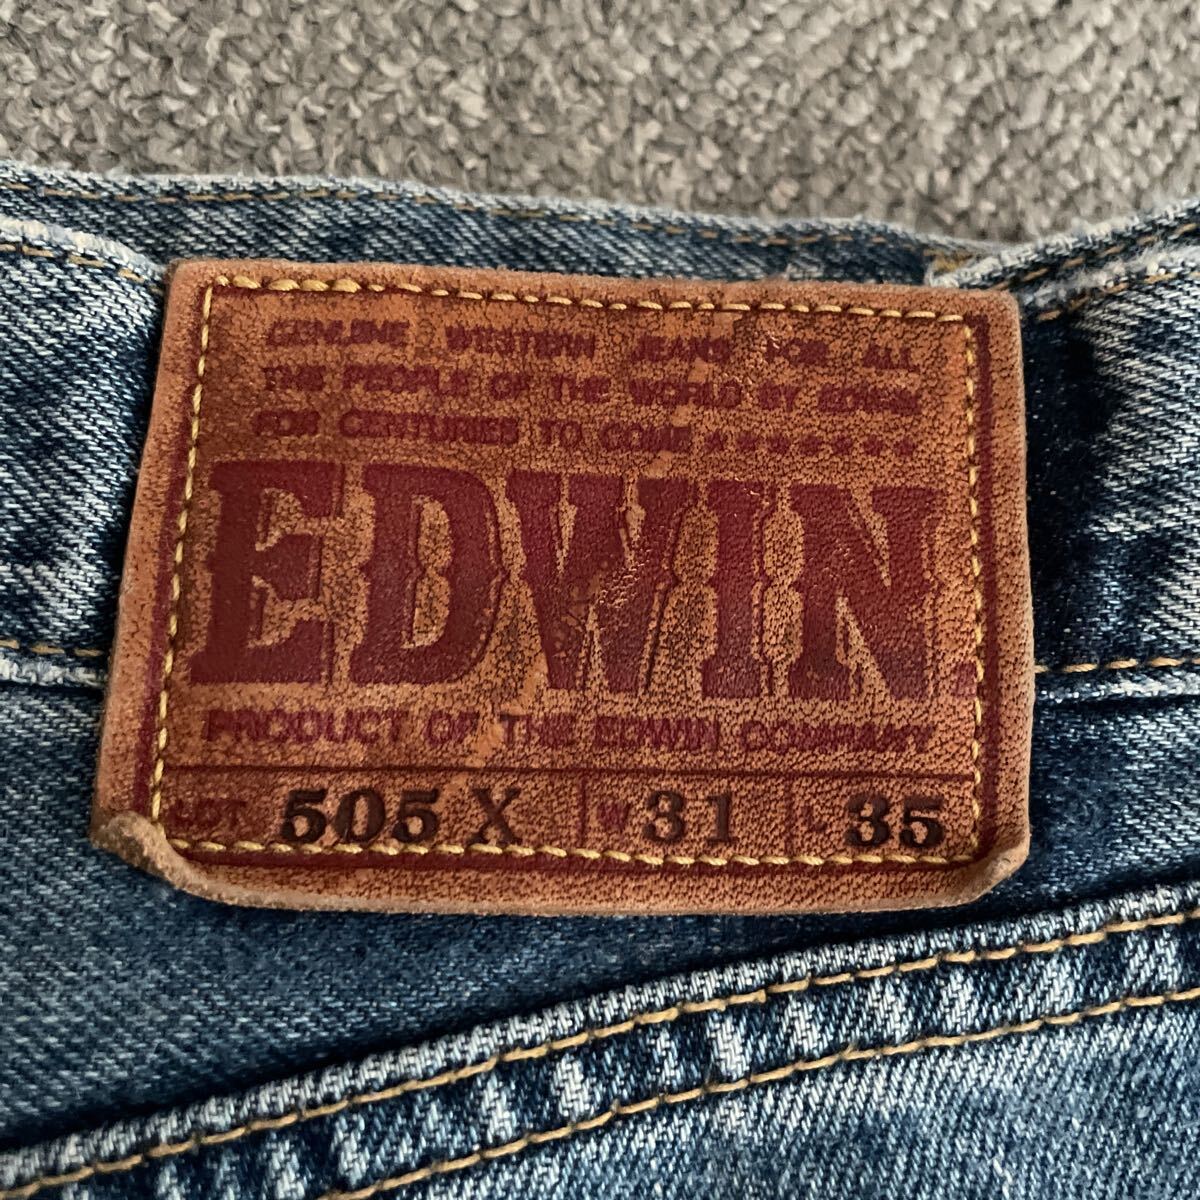 GENUINE WESTERN JEANS FOR ALL
THE PEOPLE OF THE WORLD BY EDWIN
FOR CENTURIES TO COME ★★★★★★★
EDWIN
PRODUCT OF THE EDWIN COMPANY
LOT 505X W 31 L 35